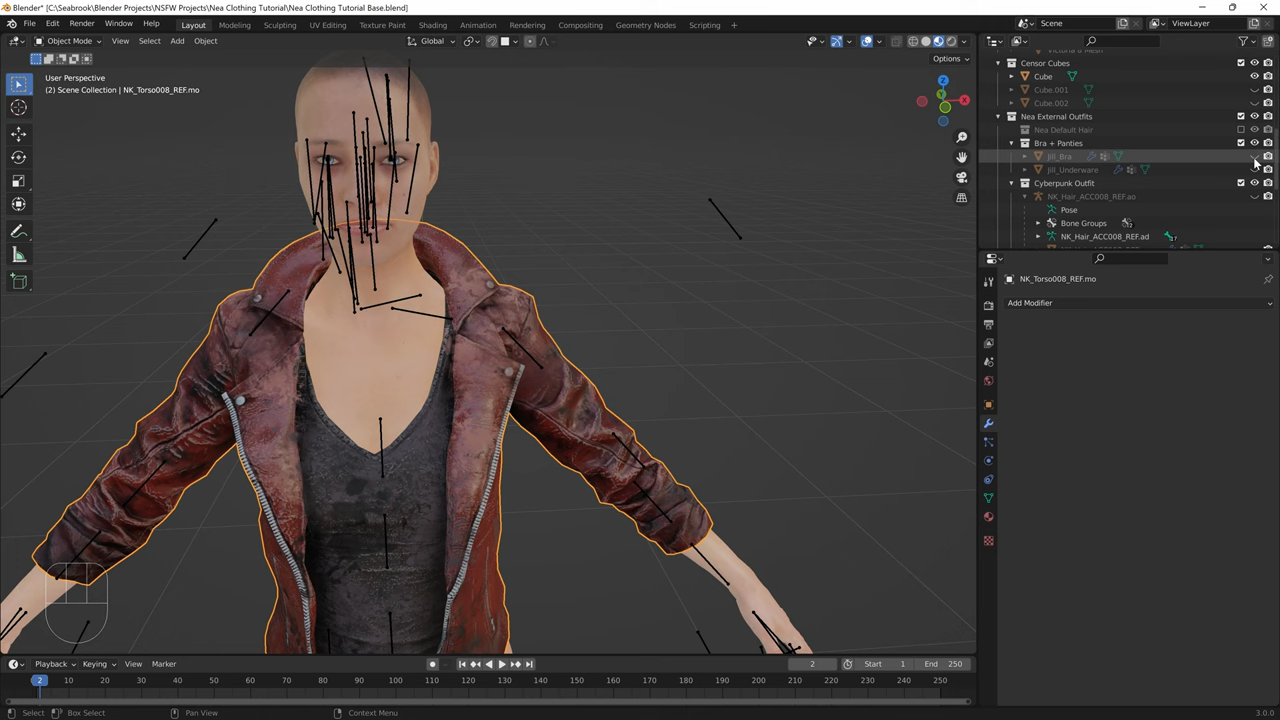 Blender* [C:\Seabrook\Blender Projects\NSFW Projects\Nea Clothing Tutorial\Nea Clothing Tutorial Base.blend]
File Edit Render Window Help Layout Modeling Sculpting UV Editing Texture Paint Shading Animation Rendering Compositing Geometry Nodes Scripting + Scene ViewLayer
Object Mode View Select Add Object Global
Options
User Perspective
(2) Scene Collection | NK_Torso008_REF.mo
Z
Y
X
Censor Cubes
Cube
Cube.001
Cube.002
Nea External Outfits
Nea Default Hair
Bra + Panties
Jill_Bra
Jill_Underware
Cyberpunk Outfit
NK_Hair_ACC008_REF.ao
Pose
Bone Groups
NK_Hair_ACC008_REF.ad
NK_Torso008_REF.mo
Add Modifier
Playback Keying View Marker 2 Start 1 End 250
2 10 20 30 40 50 60 70 80 90 100 110 120 130 140 150 160 170 180 190 200 210 220 230 240 250
Select Box Select Pan View Context Menu 3.0.0